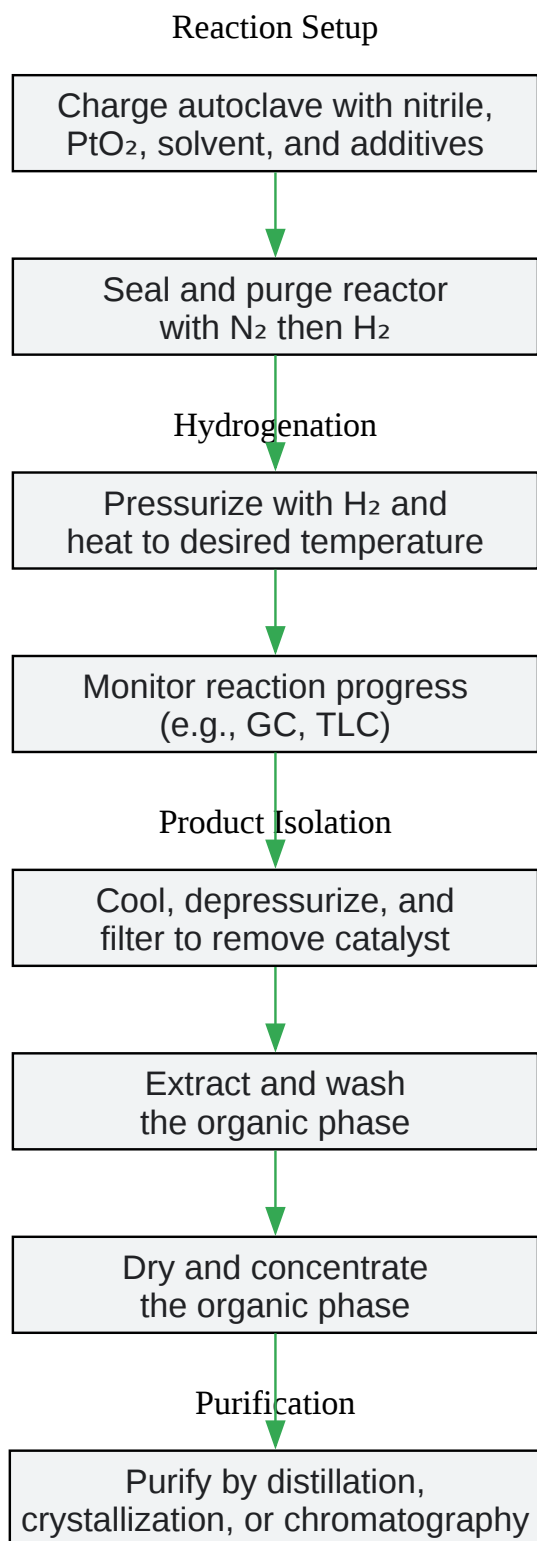 Reaction Setup
Charge autoclave with nitrile,
PtO₂, solvent, and additives
Seal and purge reactor
with N₂ then H₂
Hydrogenation
Pressurize with H₂ and
heat to desired temperature
Monitor reaction progress
(e.g., GC, TLC)
Product Isolation
Cool, depressurize, and
filter to remove catalyst
Extract and wash
the organic phase
Dry and concentrate
the organic phase
Purification
Purify by distillation,
crystallization, or chromatography